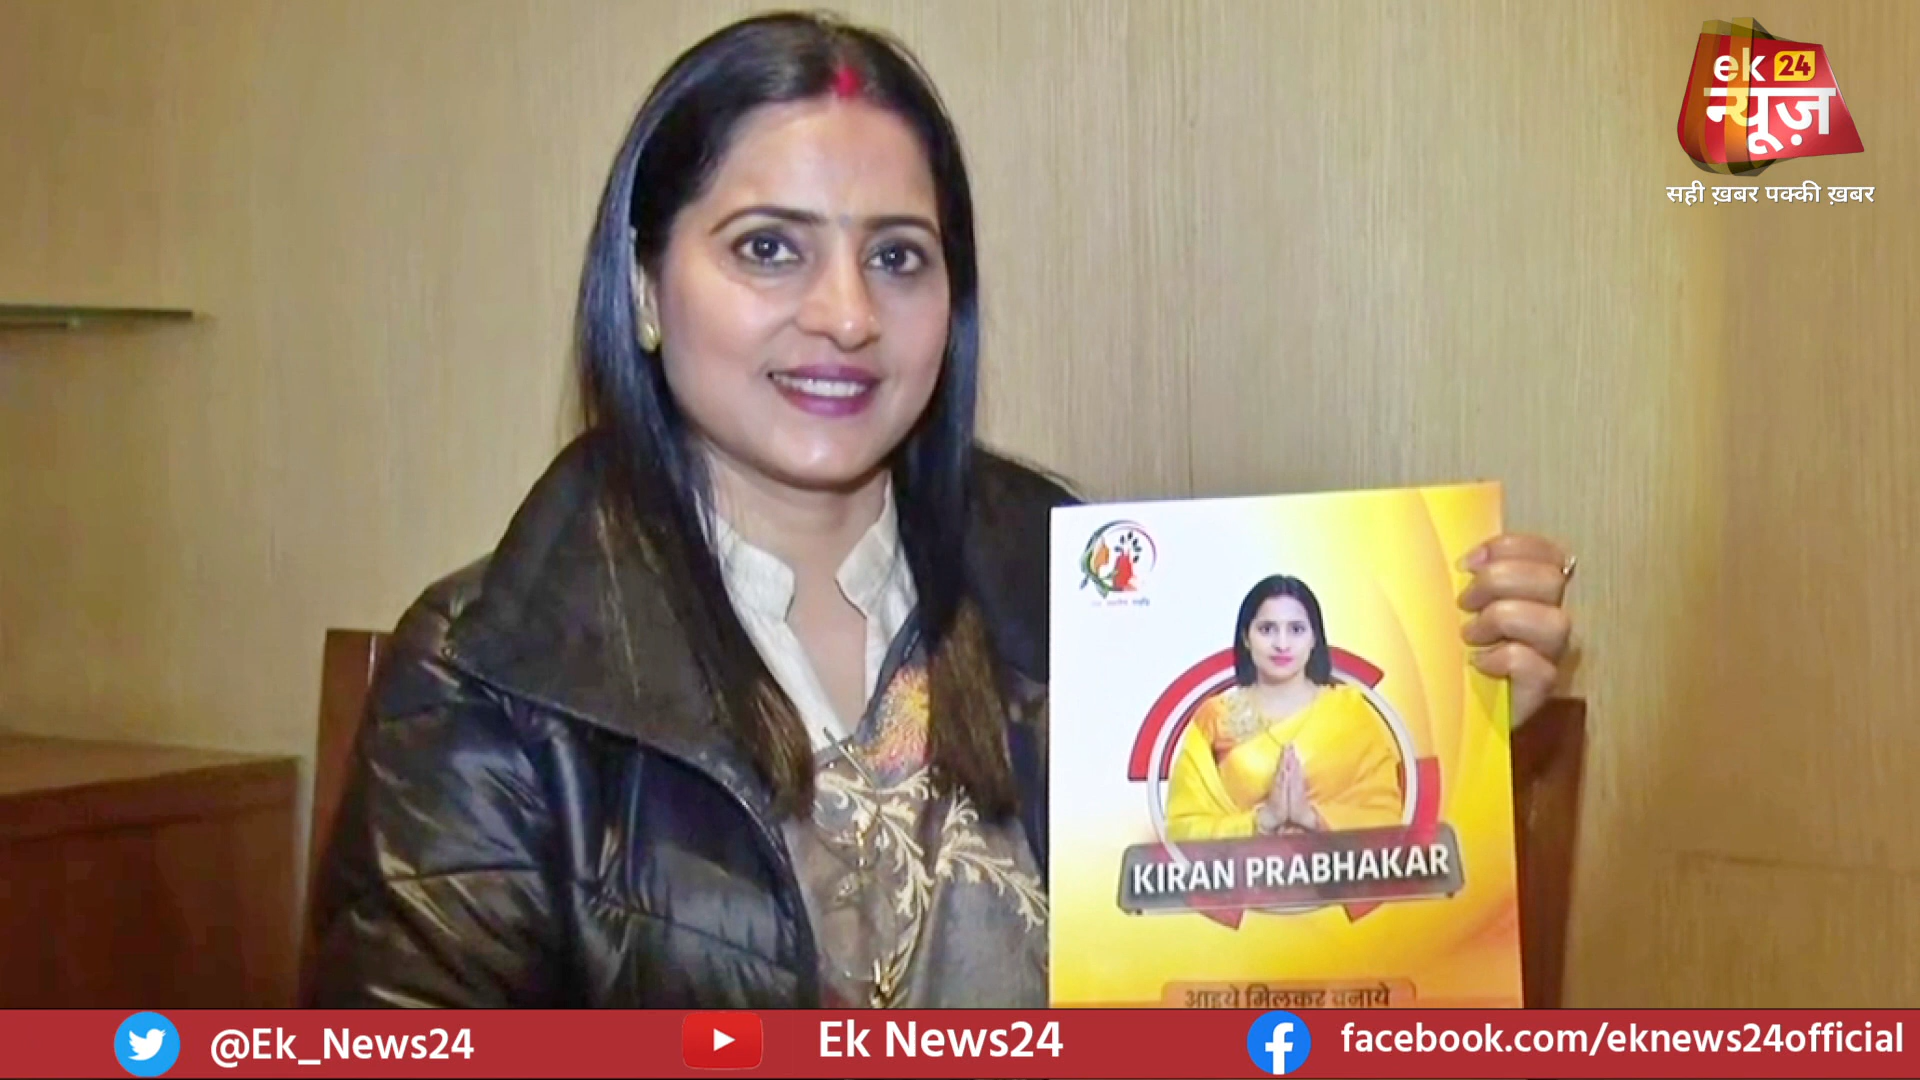 ek 24
न्यूज़
सही ख़बर पक्की ख़बर
KIRAN PRABHAKAR
आइये मिलकर बनाये
@Ek_News24
Ek News24
facebook.com/eknews24official